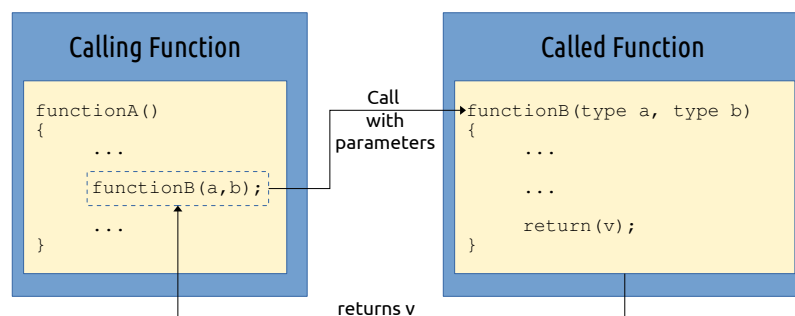 Calling Function
functionA()
{
...
functionB(a,b);
...
}
Call
with
parameters
Called Function
functionB(type a, type b)
{
...
...
return(v);
}
returns v